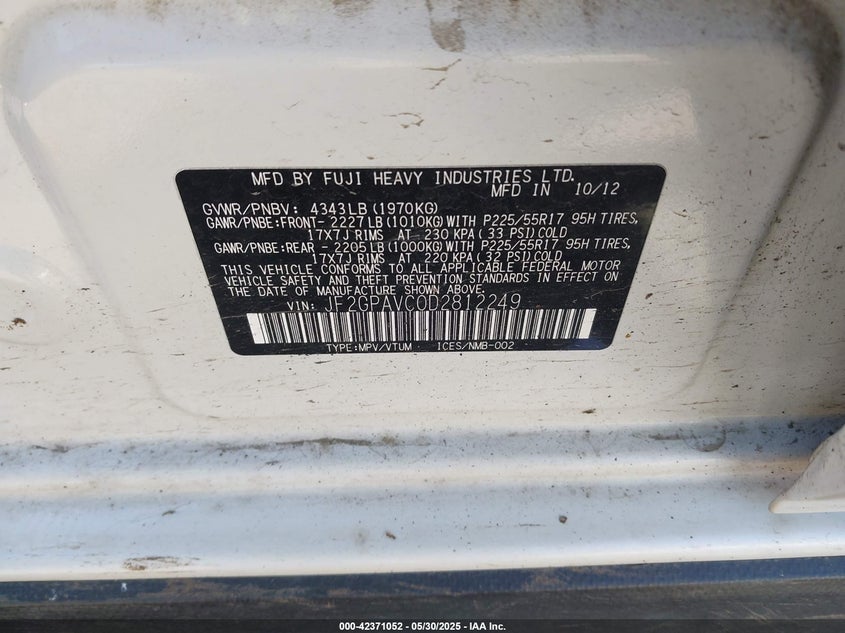 MFD BY FUJI HEAVY INDUSTRIES LTD.
MFD IN 10/12
GVWR/PNBV: 4343LB(1970KG)
GAWR/PNBE:FRONT-2227LB(1010KG)WITH P225/55R17 95H TIRES,
17X7J RIMS AT 230 KPA( 33 PSI)COLD
GAWR/PNBE:REAR - 2205LB(1000KG)WITH P225/55R17 95H TIRES,
17X7J RIMS AT 220 KPA( 32 PSI)COLD
THIS VEHICLE CONFORMS TO ALL APPLICABLE FEDERAL MOTOR
VEHICLE SAFETY AND THEFT PREVENTION STANDARDS IN EFFECT ON
THE DATE OF MANUFACTURE SHOWN ABOVE.
VIN: JF2GPAVC0D2812249
TYPE:MPV/VTUM ICES/NMB-002
000-42371052 - 05/30/2025 - IAA Inc.